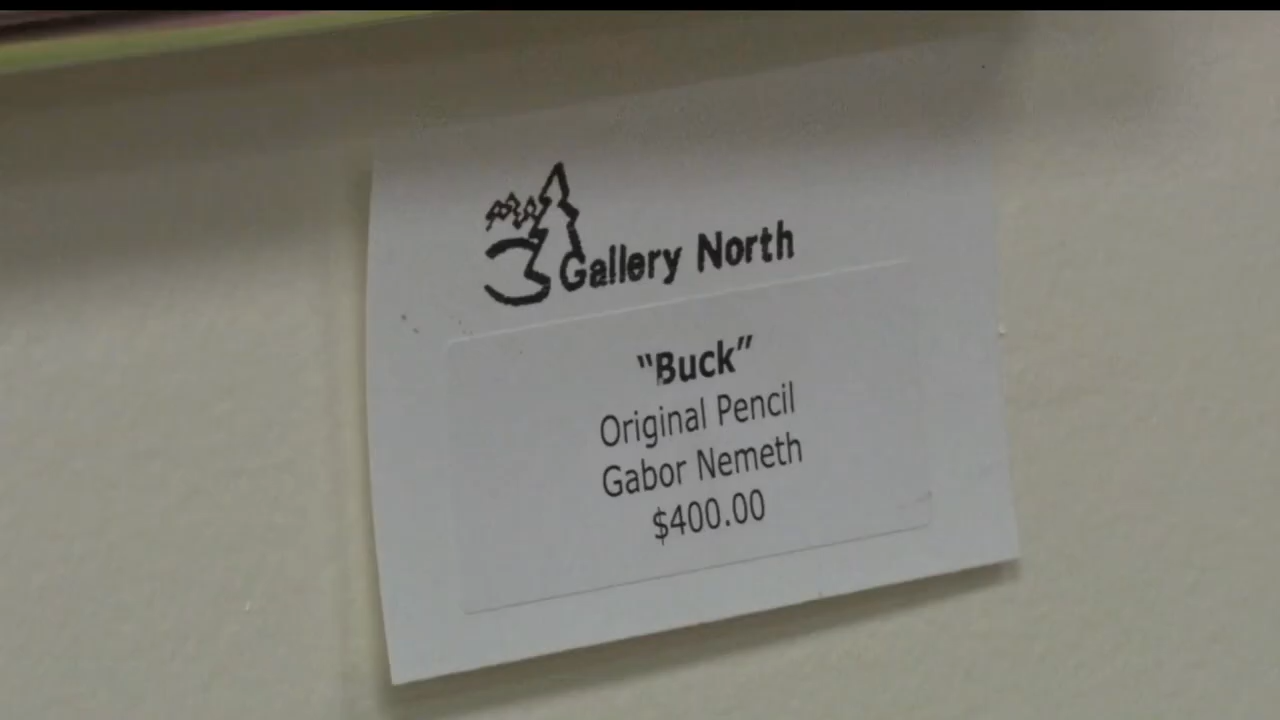 Gallery North
“Buck”
Original Pencil
Gabor Nemeth
$400.00